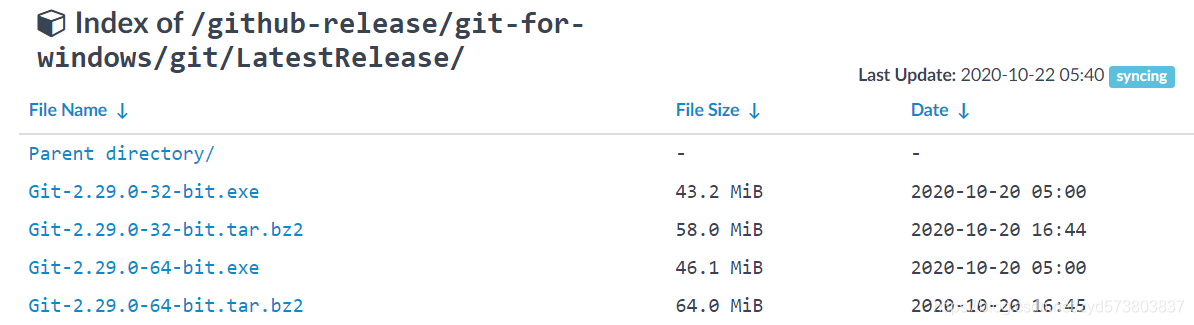 Index of /github-release/git-for-
windows/git/LatestRelease/
Last Update: 2020-10-22 05:40 syncing
File Name ↓ File Size ↓ Date ↓
Parent directory/ - -
Git-2.29.0-32-bit.exe 43.2 MiB 2020-10-20 05:00
Git-2.29.0-32-bit.tar.bz2 58.0 MiB 2020-10-20 16:44
Git-2.29.0-64-bit.exe 46.1 MiB 2020-10-20 05:00
Git-2.29.0-64-bit.tar.bz2 64.0 MiB 2020-10-20 16:45